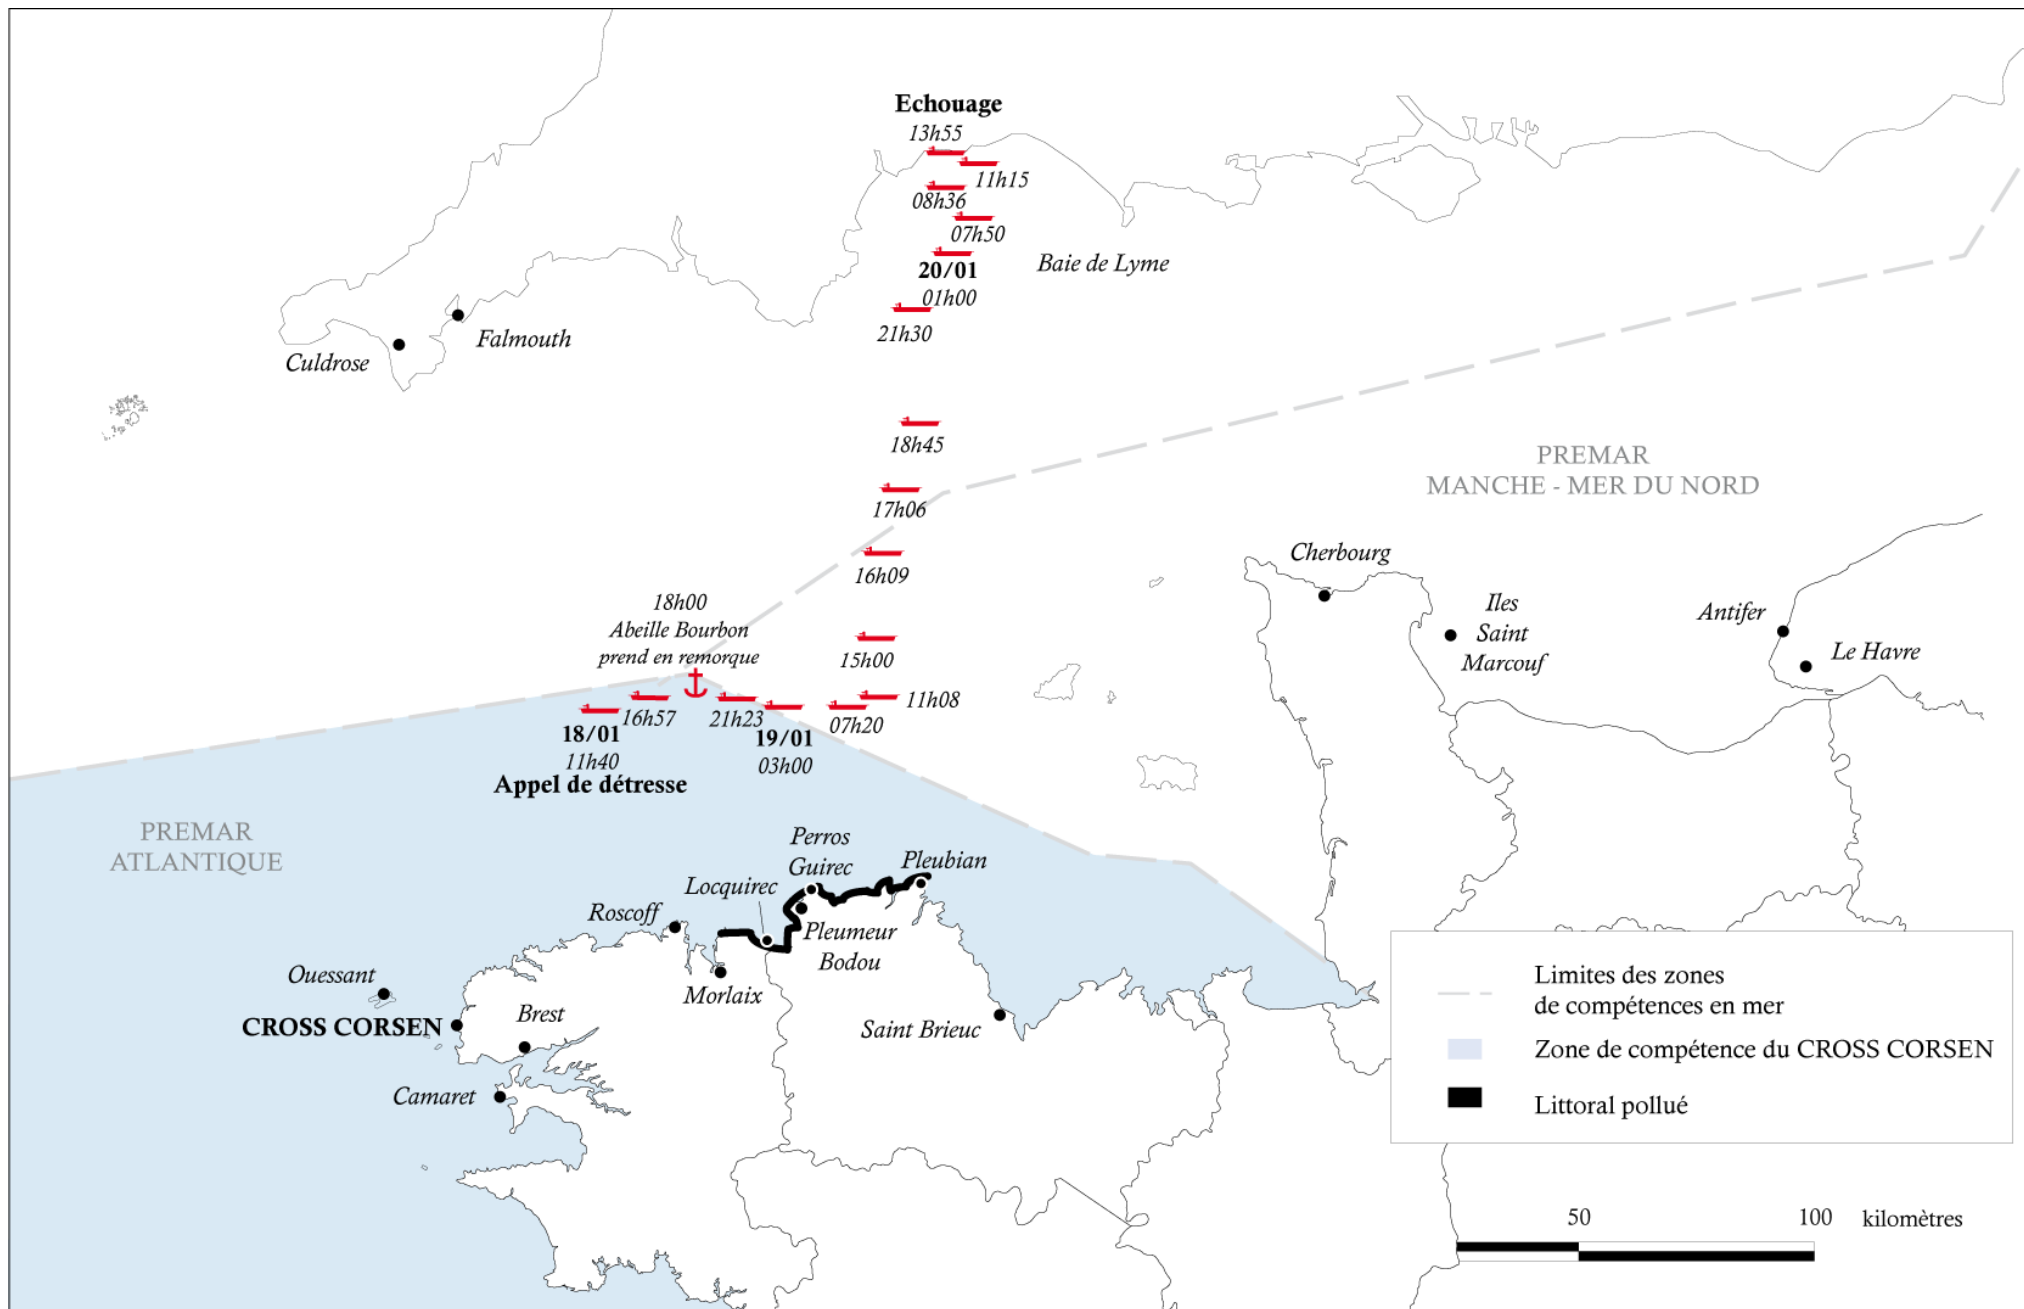 Echouage
13h55
11h15
08h36
07h50
20/01
01h00
Baie de Lyme
21h30
Falmouth
Culdrose
18h45
PREMAR
MANCHE - MER DU NORD
17h06
16h09
Cherbourg
Iles
Saint
Marcouf
Antifer
Le Havre
18h00
Abeille Bourbon
prend en remorque
15h00
11h08
07h20
16h57
21h23
18/01
11h40
Appel de détresse
19/01
03h00
PREMAR
ATLANTIQUE
Perros
Guirec
Pleubian
Locquirec
Roscoff
Pleumeur
Bodou
Morlaix
Ouessant
CROSS CORSEN
Brest
Saint Brieuc
Camaret
Limites des zones
de compétences en mer
Zone de compétence du CROSS CORSEN
Littoral pollué
50
100
kilomètres